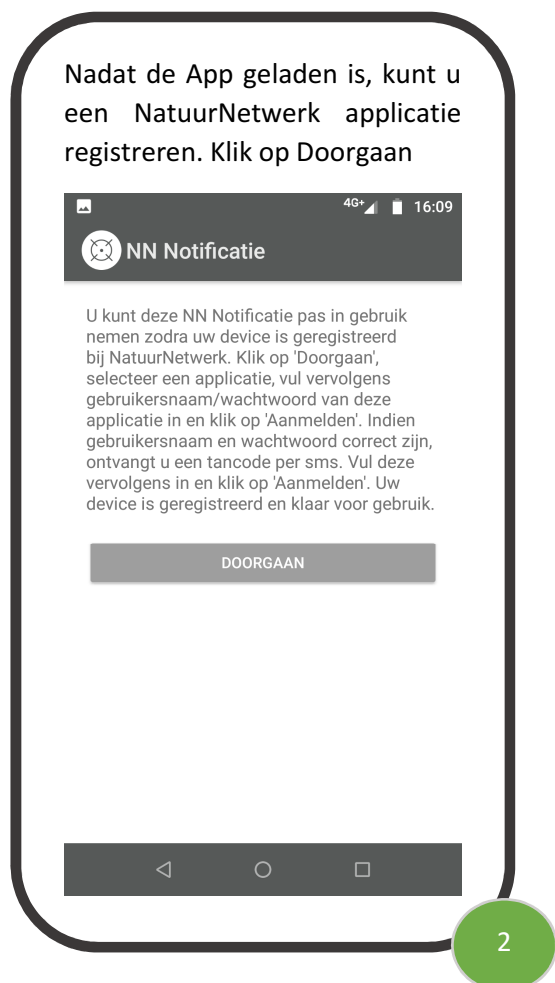 Nadat de App geladen is, kunt u
een NatuurNetwerk applicatie
registreren. Klik op Doorgaan
4G+ 16:09
NN Notificatie
U kunt deze NN Notificatie pas in gebruik
nemen zodra uw device is geregistreerd
bij NatuurNetwerk. Klik op 'Doorgaan',
selecteer een applicatie, vul vervolgens
gebruikersnaam/wachtwoord van deze
applicatie in en klik op 'Aanmelden'. Indien
gebruikersnaam en wachtwoord correct zijn,
ontvangt u een tancode per sms. Vul deze
vervolgens in en klik op 'Aanmelden'. Uw
device is geregistreerd en klaar voor gebruik.
DOORGAAN
2